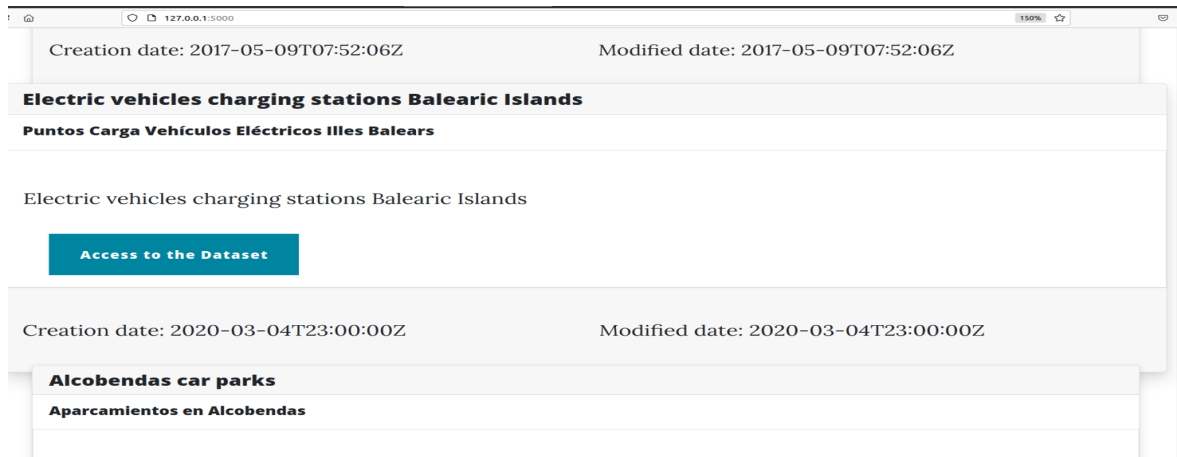 127.0.0.1:5000
150%
Creation date: 2017-05-09T07:52:06Z Modified date: 2017-05-09T07:52:06Z
Electric vehicles charging stations Balearic Islands
Puntos Carga Vehículos Eléctricos Illes Balears
Electric vehicles charging stations Balearic Islands
Access to the Dataset
Creation date: 2020-03-04T23:00:00Z Modified date: 2020-03-04T23:00:00Z
Alcobendas car parks
Aparcamientos en Alcobendas